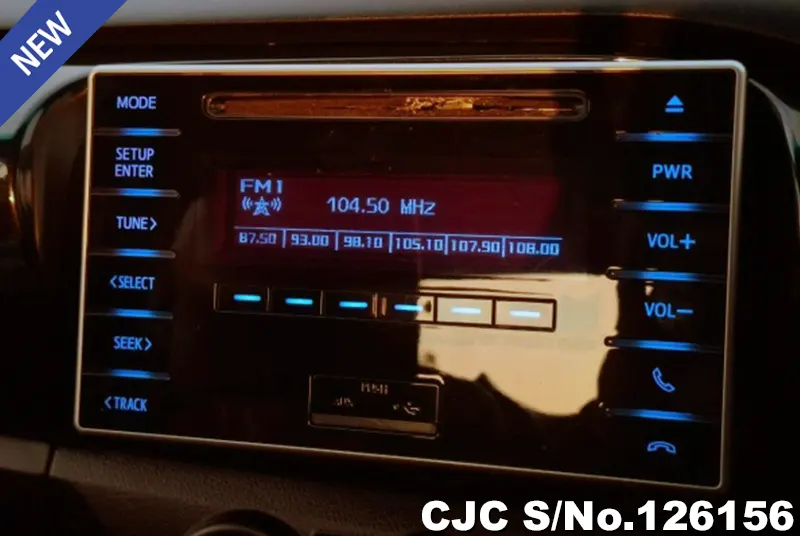 NEW
MODE
SETUP
ENTER
TUNE>
<SELECT
SEEK>
<TRACK
FM1
104.50 MHz
87.50 93.00 98.10 105.10 107.90 108.00
PUSH
PWR
VOL+
VOL-
CJC S/No.126156